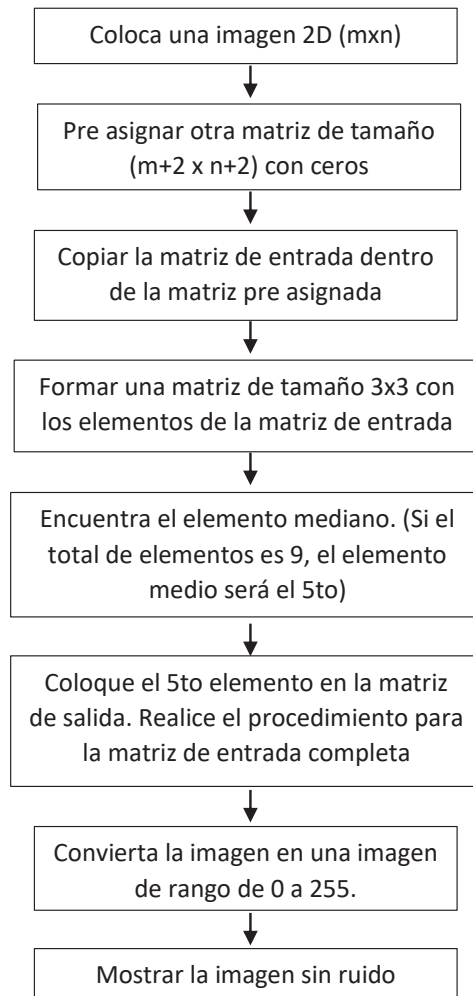 Coloca una imagen 2D (mxn)
Pre asignar otra matriz de tamaño
(m+2 x n+2) con ceros
Copiar la matriz de entrada dentro
de la matriz pre asignada
Formar una matriz de tamaño 3x3 con
los elementos de la matriz de entrada
Encuentra el elemento mediano. (Si el
total de elementos es 9, el elemento
medio será el 5to)
Coloque el 5to elemento en la matriz
de salida. Realice el procedimiento para
la matriz de entrada completa
Convierta la imagen en una imagen
de rango de 0 a 255.
Mostrar la imagen sin ruido